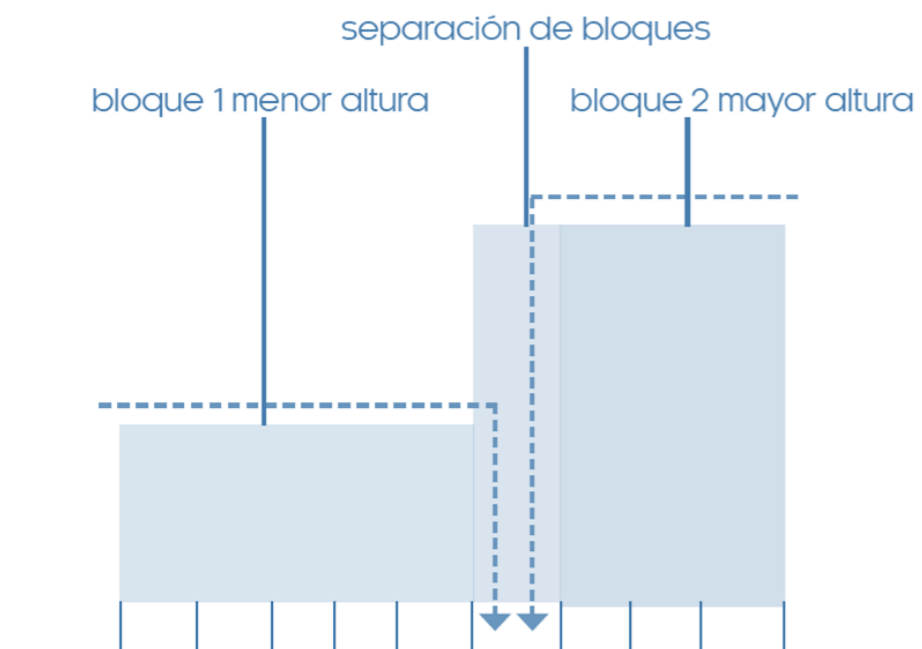 separación de bloques
bloque 1 menor altura
bloque 2 mayor altura